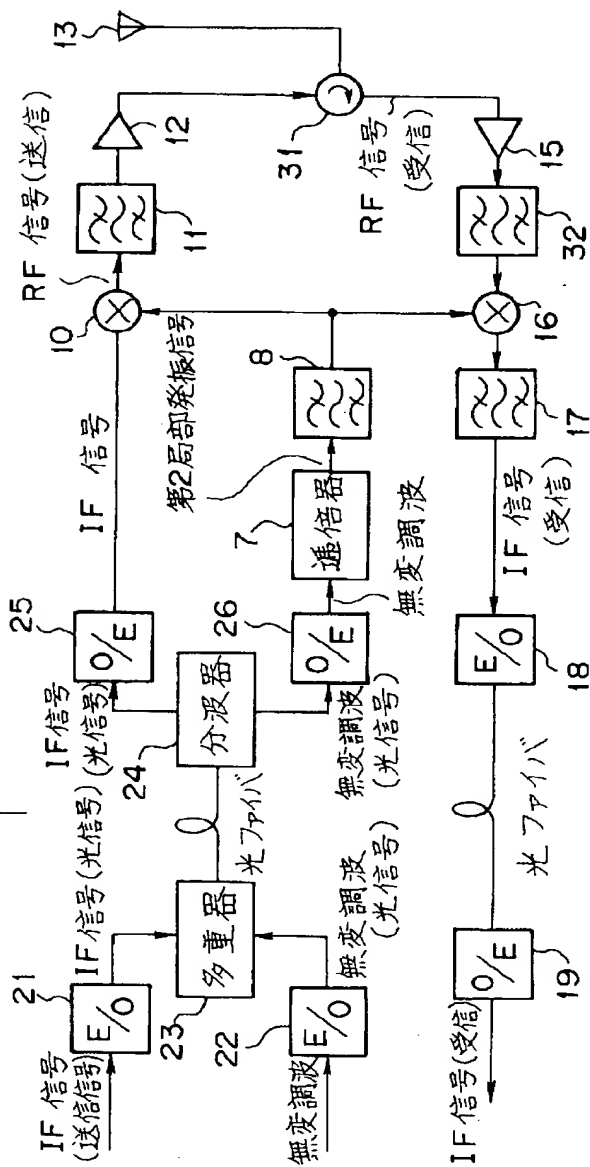 IF 信号
(送信信号)
21
E/O
IF信号(光信号)
多重器
23
無変調波
22
E/O
無変調波
(光信号)
光ファイバ
分波器
24
IF信号
(光信号)
25
O/E
IF 信号
無変調波
(光信号)
26
O/E
無変調波
7
逓倍器
第2局部発振信号
8
10
RF 信号(送信)
11
12
13
31
RF 信号
(受信)
15
32
16
17
IF 信号
(受信)
18
E/O
光ファイバ
19
O/E
IF信号(受信)